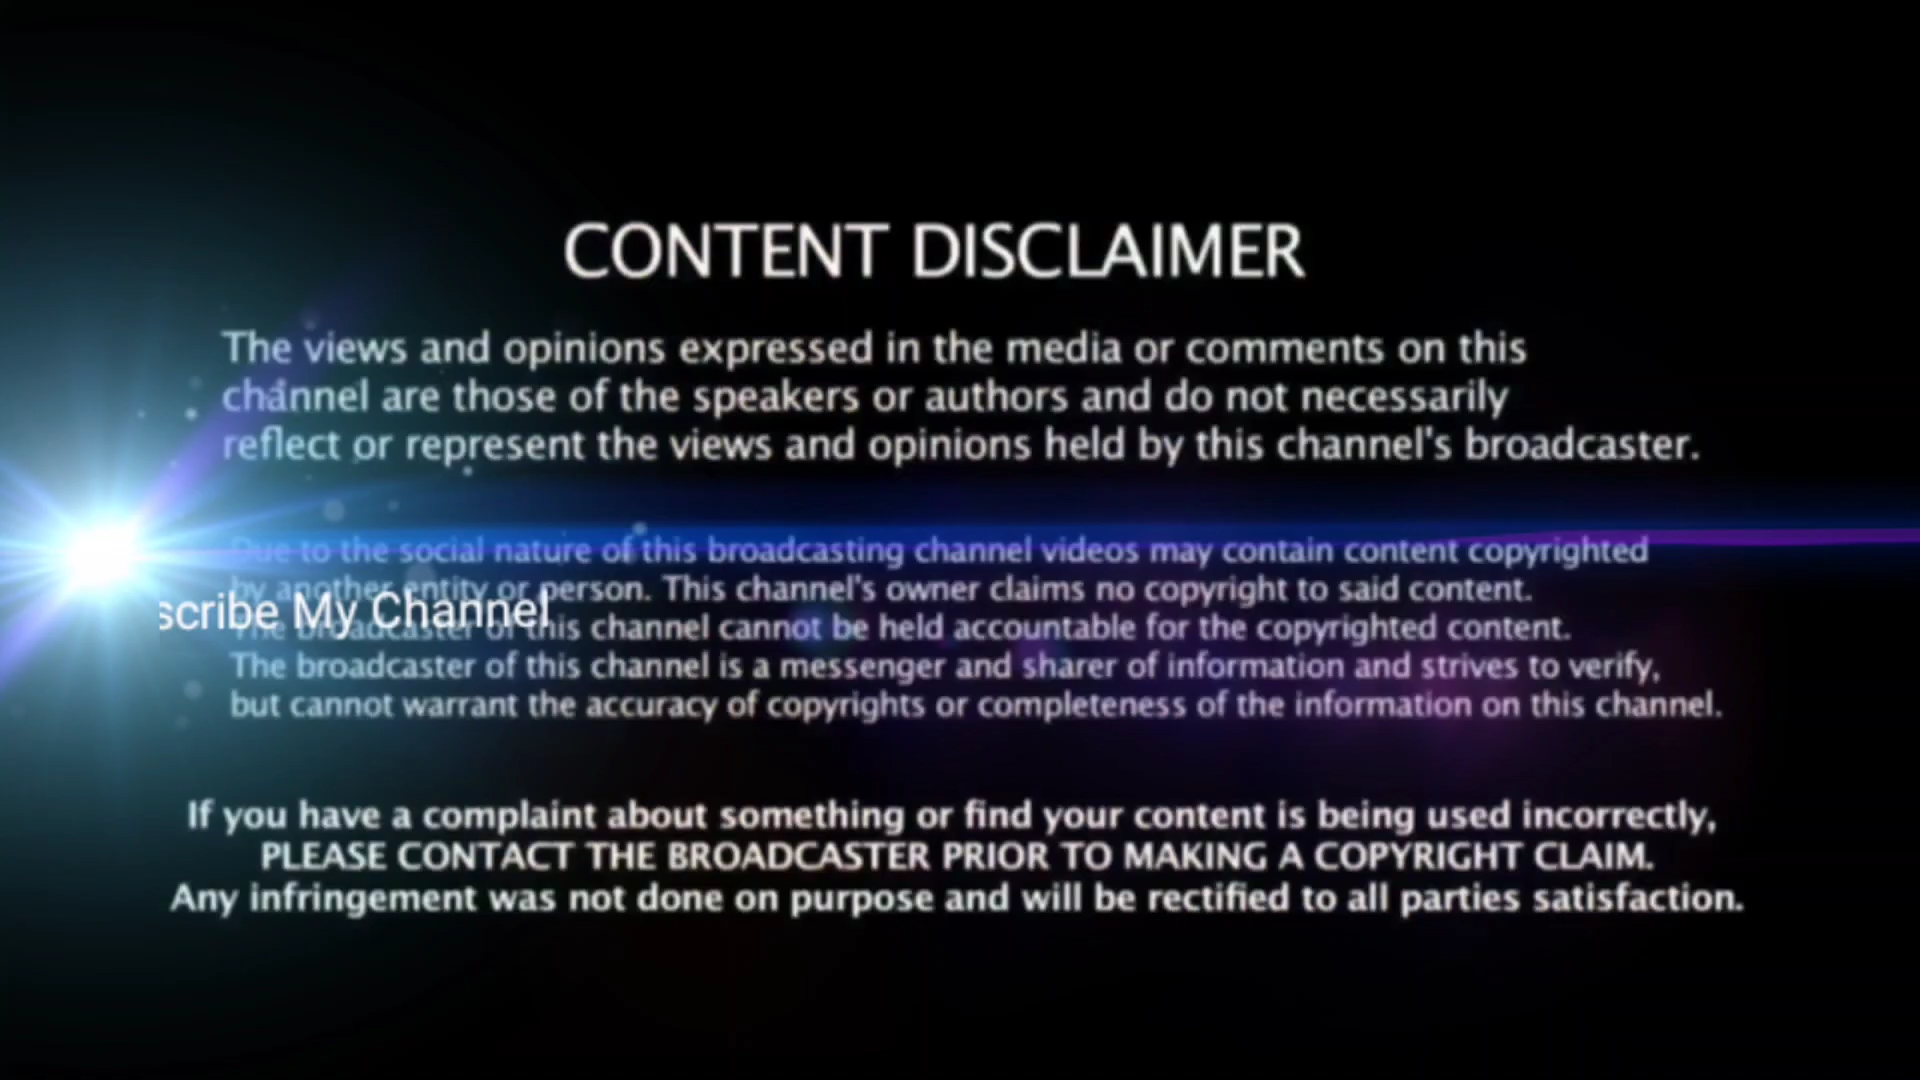 CONTENT DISCLAIMER
The views and opinions expressed in the media or comments on this
channel are those of the speakers or authors and do not necessarily
reflect or represent the views and opinions held by this channel's broadcaster.
Due to the social nature of this broadcasting channel videos may contain content copyrighted
by another entity or person. This channel's owner claims no copyright to said content.
scribe My Channel
The broadcaster of this channel cannot be held accountable for the copyrighted content.
The broadcaster of this channel is a messenger and sharer of information and strives to verify,
but cannot warrant the accuracy of copyrights or completeness of the information on this channel.
If you have a complaint about something or find your content is being used incorrectly,
PLEASE CONTACT THE BROADCASTER PRIOR TO MAKING A COPYRIGHT CLAIM.
Any infringement was not done on purpose and will be rectified to all parties satisfaction.